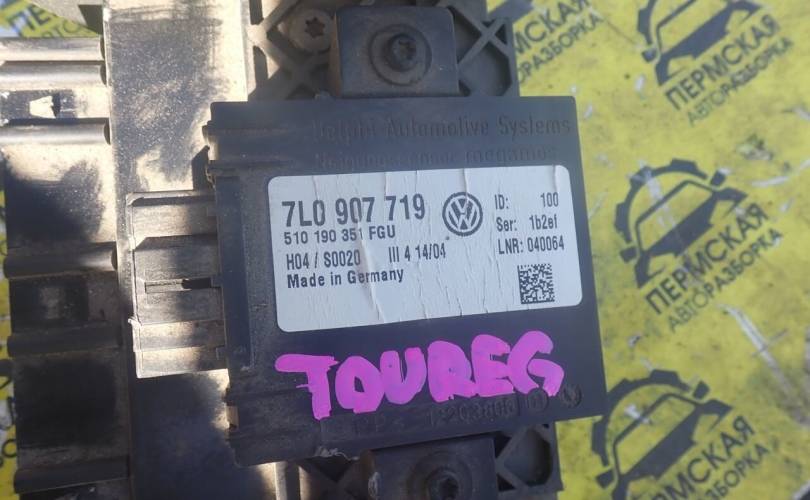 Delphi Automotive Systems
7L0 907 719
510 190 351 FGU
H04 / S0020 III 4 14/04
Made in Germany
ID: 100
Ser: 1b2ef
LNR: 040064
TOUREG
ПЕРМСКАЯ
АВТОРАЗБОРКА
ПЕРМСКАЯ
АВТОРАЗБОРКА
ПЕРМСКАЯ
АВТОРАЗБОРКА
ПЕРМСКАЯ